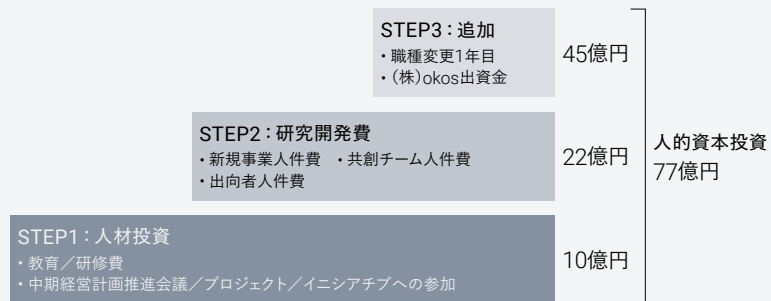 STEP3：追加
・職種変更1年目
・（株）okos出資金
45億円
STEP2：研究開発費
・新規事業人件費 ・共創チーム人件費
・出向者人件費
22億円
人的資本投資
77億円
STEP1：人材投資
・教育／研修費
・中期経営計画推進会議／プロジェクト／イニシアチブへの参加
10億円